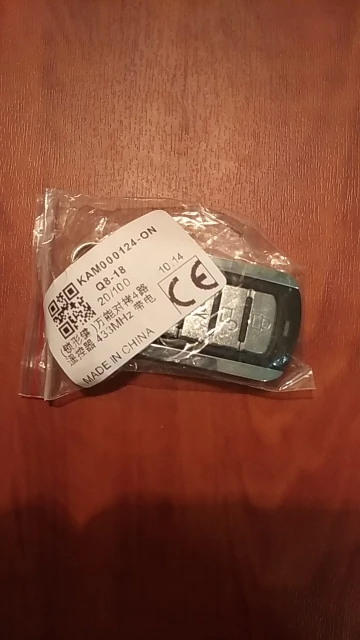 KAM000124-ON
Q8-18
20/100
10.14
CE
(锁形键)万能对拷4路
遥控器 433MHz 带电
MADE IN CHINA